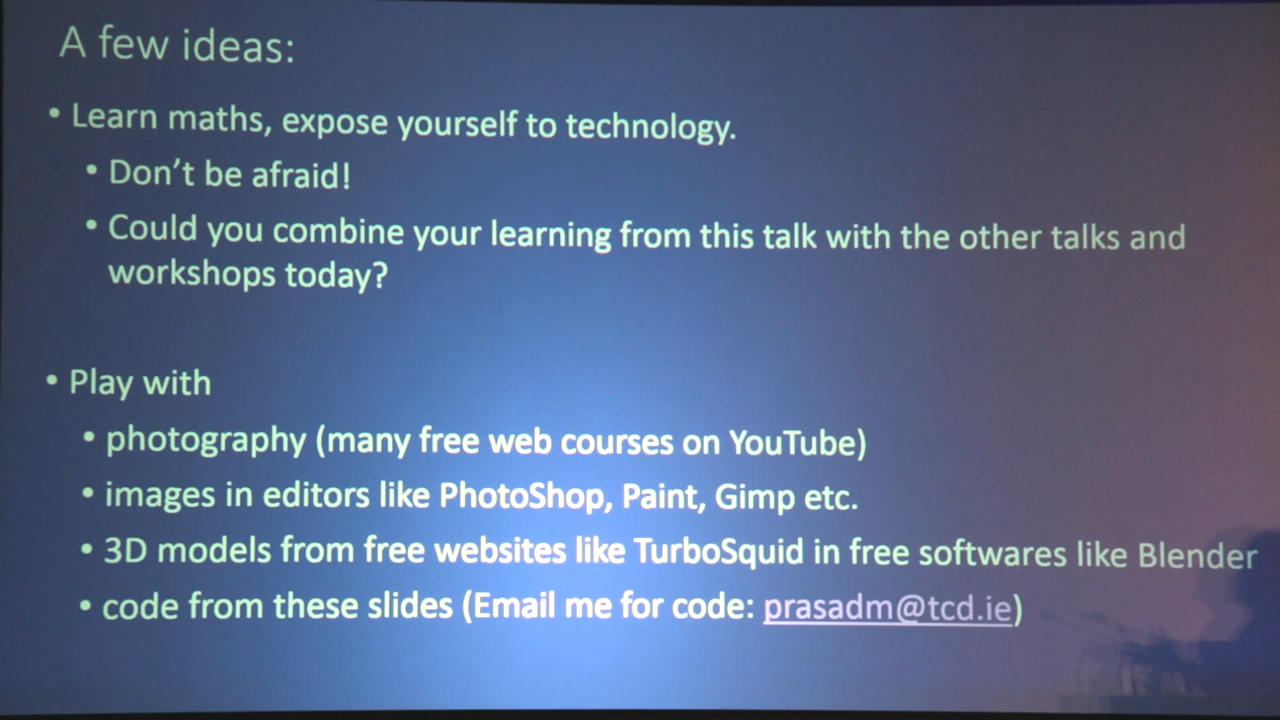 A few ideas:
• Learn maths, expose yourself to technology.
• Don't be afraid!
• Could you combine your learning from this talk with the other talks and
workshops today?
• Play with
• photography (many free web courses on YouTube)
• images in editors like PhotoShop, Paint, Gimp etc.
• 3D models from free websites like TurboSquid in free softwares like Blender
• code from these slides (Email me for code: prasadm@tcd.ie)